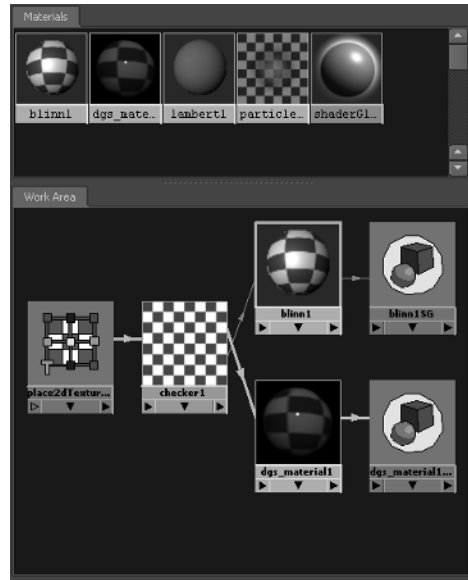 Materials
blinn1 dgs_mate... lambert1 particle... shaderGl...
Work Area
blinn1 blinn1SG
place2dTextur... checker1
dgs_material1 dgs_material1...